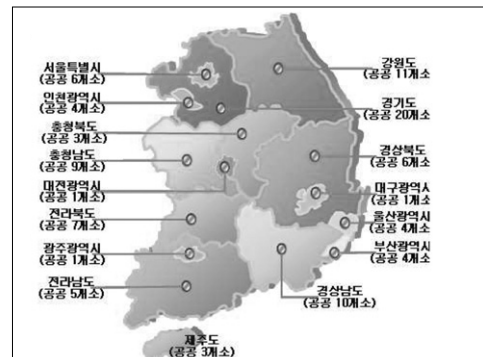 서울특별시
(공공 6개소)
인천광역시
(공공 4개소)
충청북도
(공공 3개소)
충청남도
(공공 9개소)
대전광역시
(공공 1개소)
전라북도
(공공 7개소)
광주광역시
(공공 1개소)
전라남도
(공공 5개소)
강원도
(공공 11개소
경기도
(공공 20개소
경상북도
(공공 6개소
대구광역시
(공공 1개소
울산광역시
(공공 4개소
부산광역시
(공공 4개소
경상남도
(공공 10개소)
제주도
(공공 3개소)